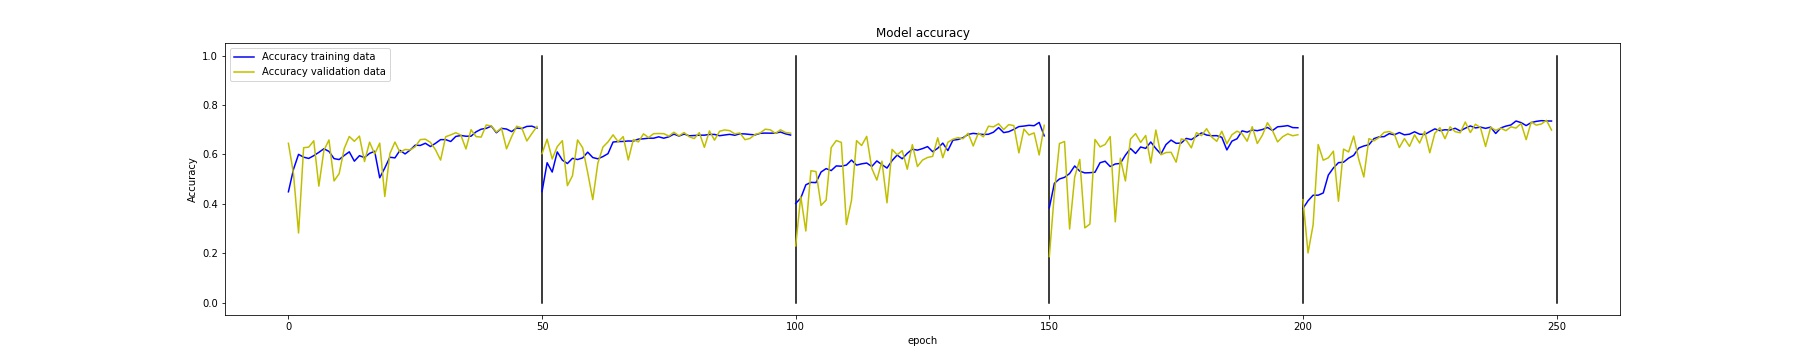 Model accuracy
Accuracy training data
Accuracy validation data
1.0
0.8
0.6
0.4
0.2
0.0
Accuracy
0 50 100 150 200 250
epoch